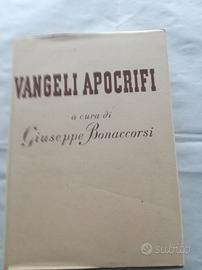 VANGELI APOCRIFI
a cura di
Giuseppe Bonaccorsi
subito